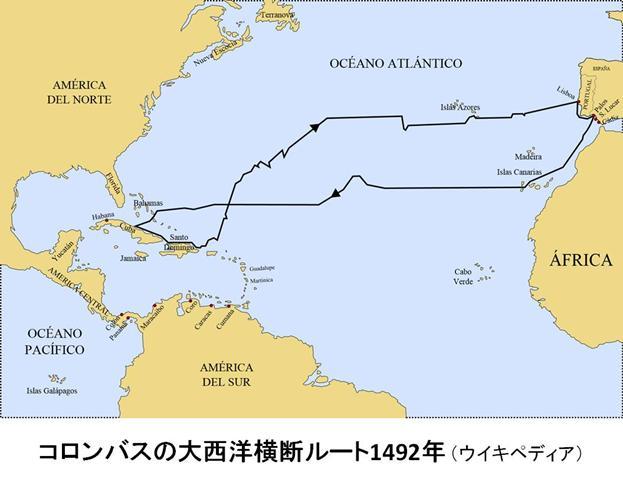 Terranova
Nueva Escocia
OCÉANO ATLÁNTICO
AMÉRICA
DEL NORTE
ESPAÑA
PORTUGAL
Lisboa
Palos
S. Lucar
Cádiz
Islas Azores
Madeira
Islas Canarias
Florida
Bahamas
Habana
Cuba
Yucatán
Santo
Domingo
Jamaica
ÁFRICA
Guadalupe
Martinica
Cabo
Verde
AMERICA CENTRAL
Colón
Panamá
Maracaibo
Coro
Caracas
Cumana
OCÉANO
PACÍFICO
AMÉRICA
DEL SUR
Islas Galápagos
コロンバスの大西洋横断ルート1492年（ウイキペディア）